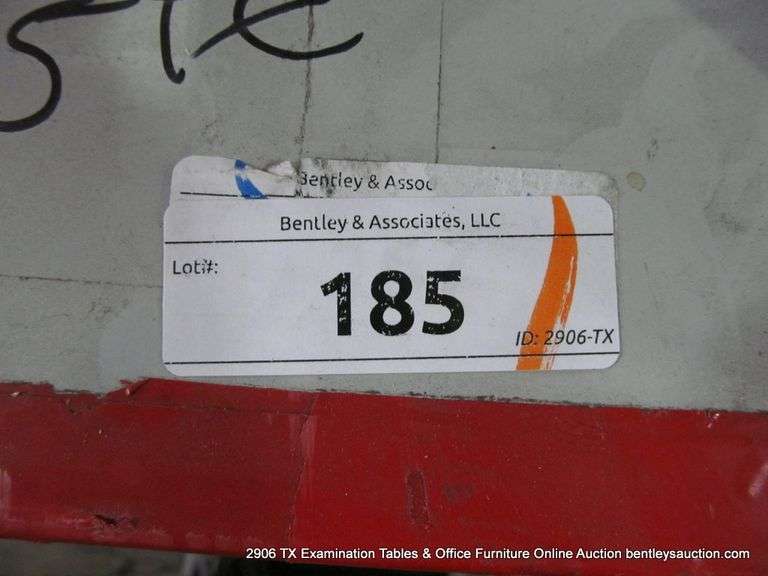 Bentley & Assoc
Bentley & Associates, LLC
Lot#:
185
ID: 2906-TX
2906 TX Examination Tables & Office Furniture Online Auction bentleysauction.com